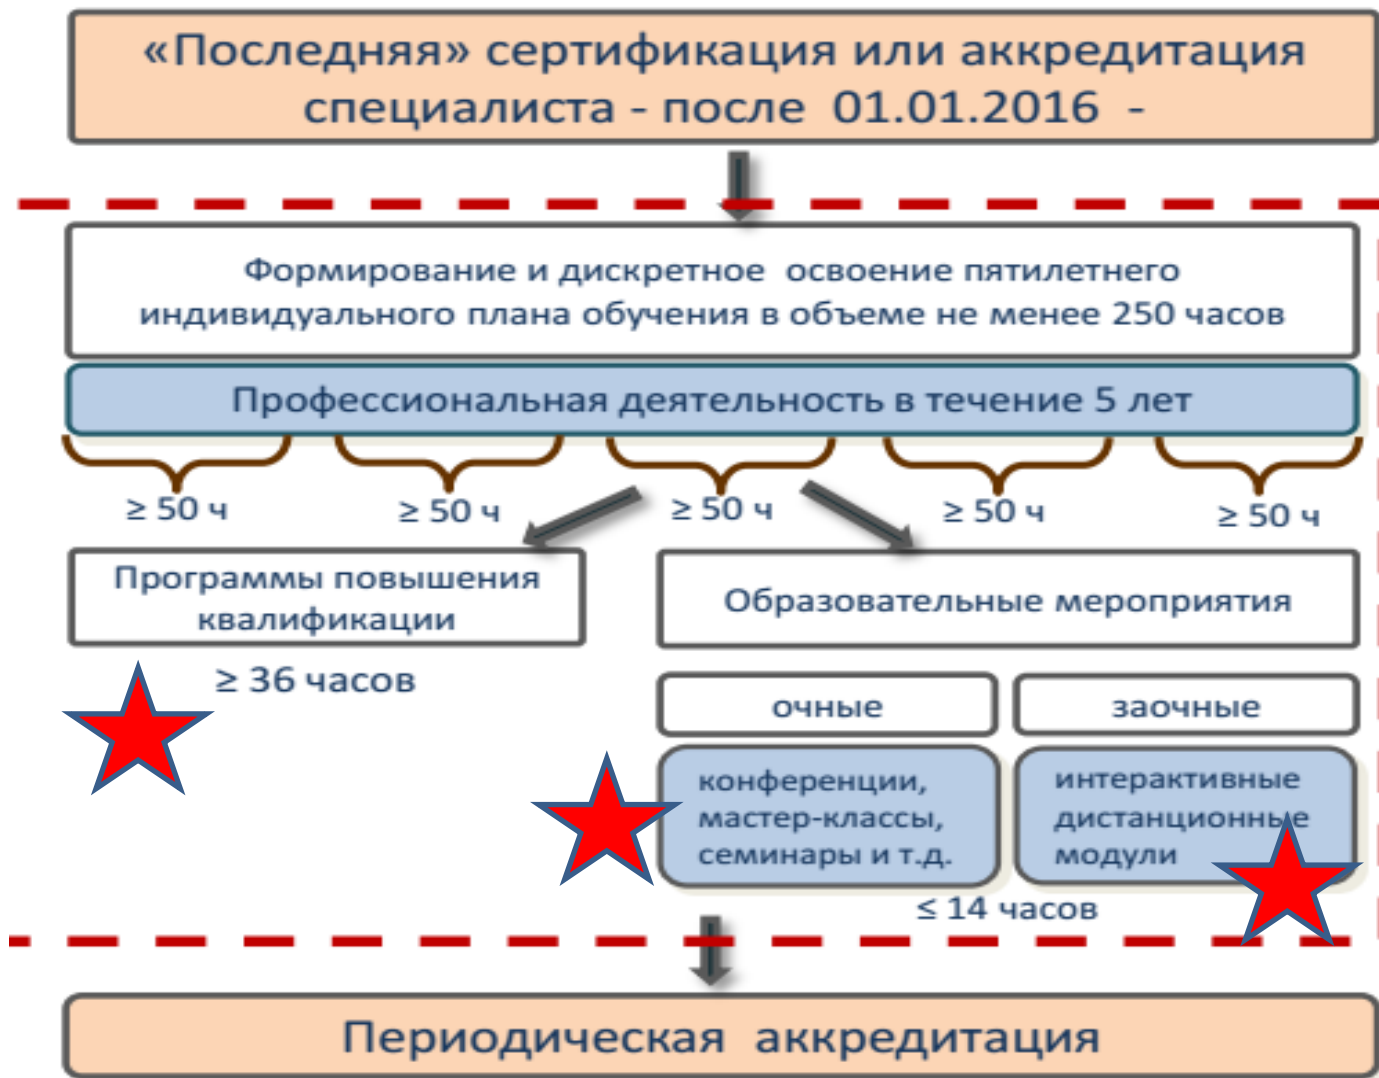 «Последняя» сертификация или аккредитация
специалиста - после 01.01.2016 -
Формирование и дискретное освоение пятилетнего
индивидуального плана обучения в объеме не менее 250 часов
Профессиональная деятельность в течение 5 лет
≥ 50 ч
≥ 50 ч
≥ 50 ч
≥ 50 ч
≥ 50 ч
Программы повышения
квалификации
≥ 36 часов
Образовательные мероприятия
очные
заочные
конференции,
мастер-классы,
семинары и т.д.
интерактивные
дистанционные
модули
≤ 14 часов
Периодическая аккредитация